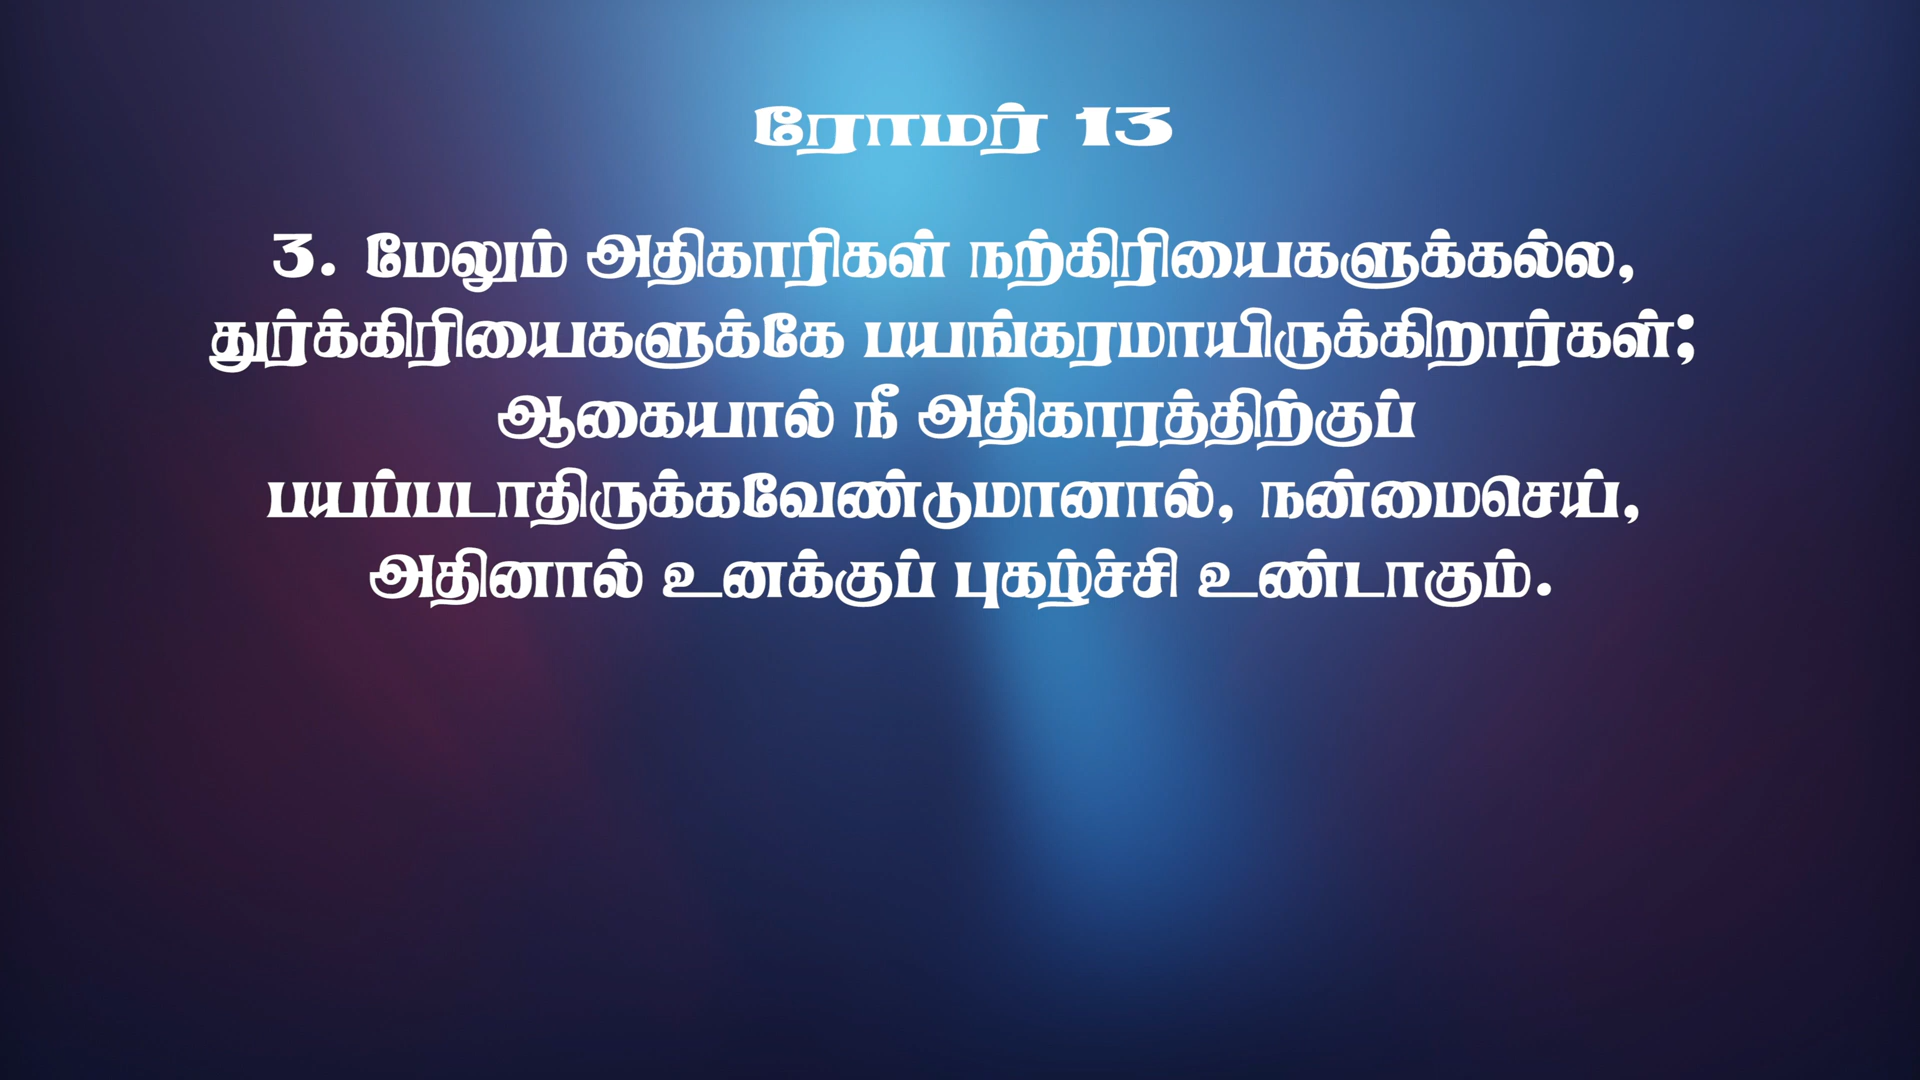 ரோமர் 13
3. மேலும் அதிகாரிகள் நற்கிரியைகளுக்கல்ல,
துர்க்கிரியைகளுக்கே பயங்கரமாயிருக்கிறார்கள்;
ஆகையால் நீ அதிகாரத்திற்குப்
பயப்படாதிருக்கவேண்டுமானால், நன்மைசெய்,
அதினால் உனக்குப் புகழ்ச்சி உண்டாகும்.